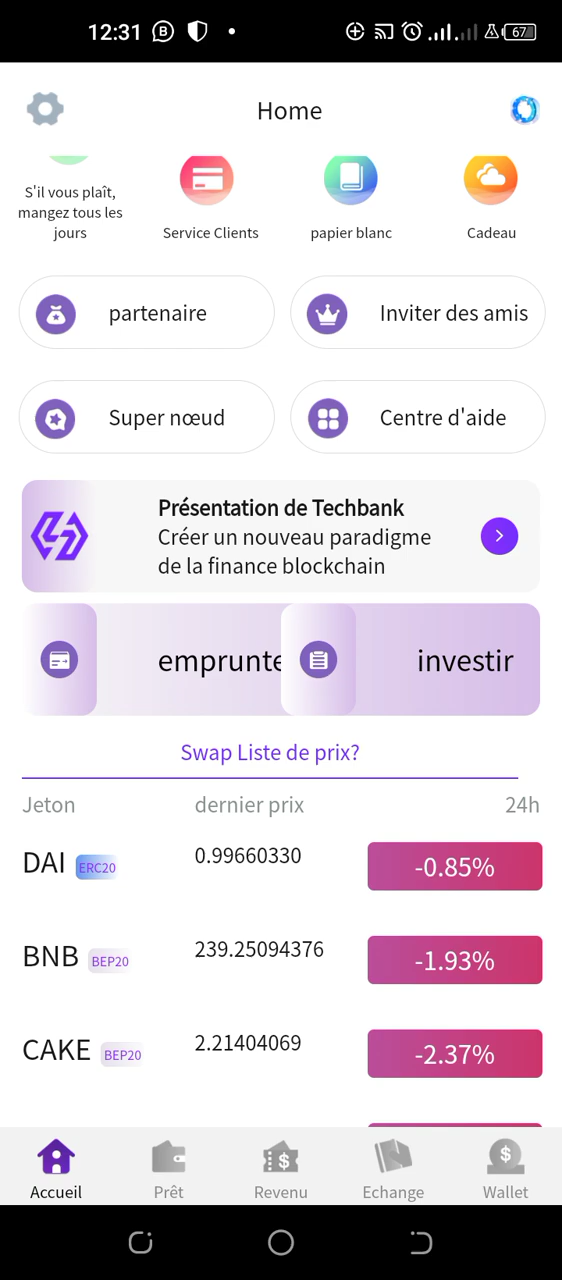 12:31
67
Home
S'il vous plaît,
mangez tous les
jours
Service Clients
papier blanc
Cadeau
partenaire
Inviter des amis
Super nœud
Centre d'aide
Présentation de Techbank
Créer un nouveau paradigme
de la finance blockchain
emprunte
investir
Swap Liste de prix?
Jeton dernier prix 24h
DAI ERC20 0.99660330 -0.85%
BNB BEP20 239.25094376 -1.93%
CAKE BEP20 2.21404069 -2.37%
Accueil Prêt Revenu Echange Wallet